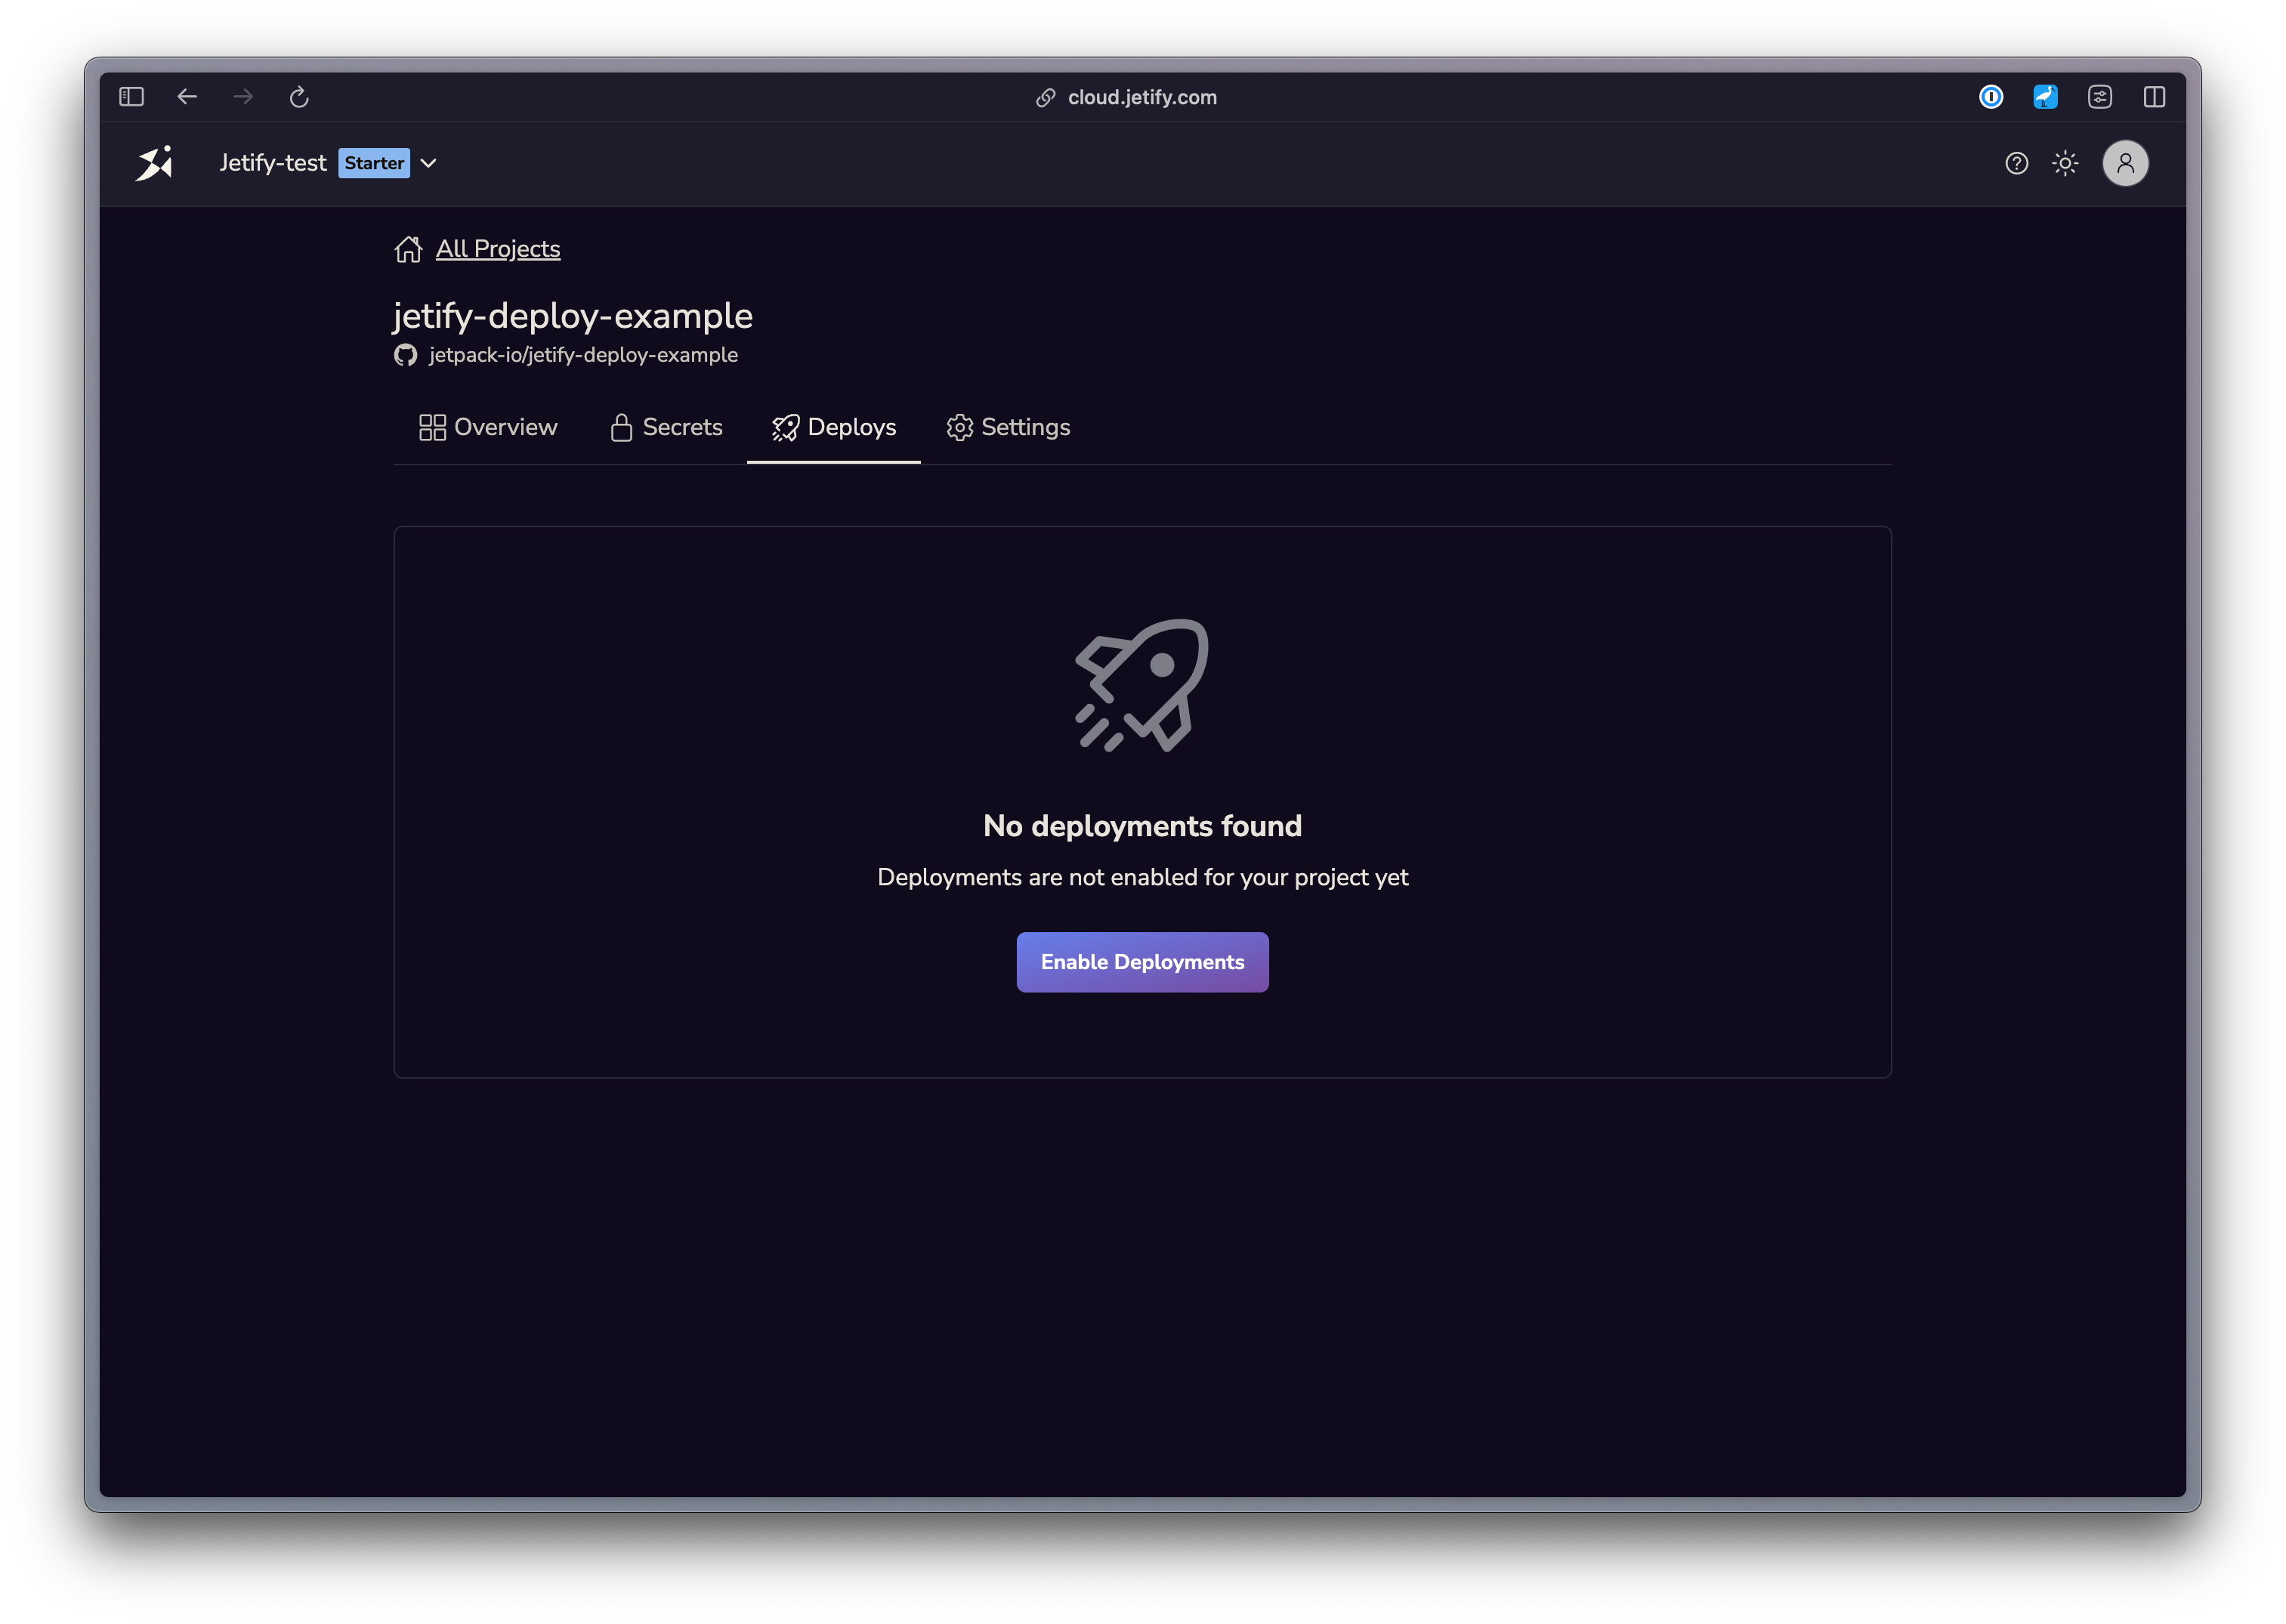 cloud.jetify.com
Jetify-test Starter
All Projects
jetify-deploy-example
jetpack-io/jetify-deploy-example
Overview Secrets Deploys Settings
No deployments found
Deployments are not enabled for your project yet
Enable Deployments